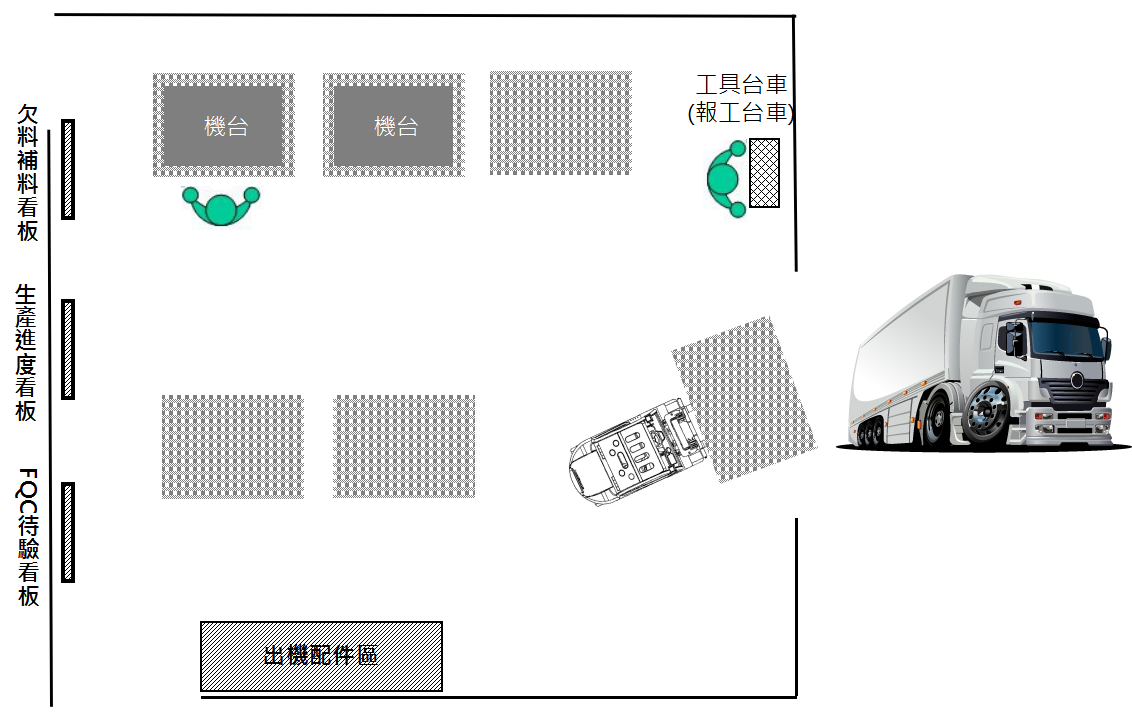 欠料補料看板
機台
機台
工具台車
(報工台車)
生產進度看板
FQC待驗看板
出機配件區